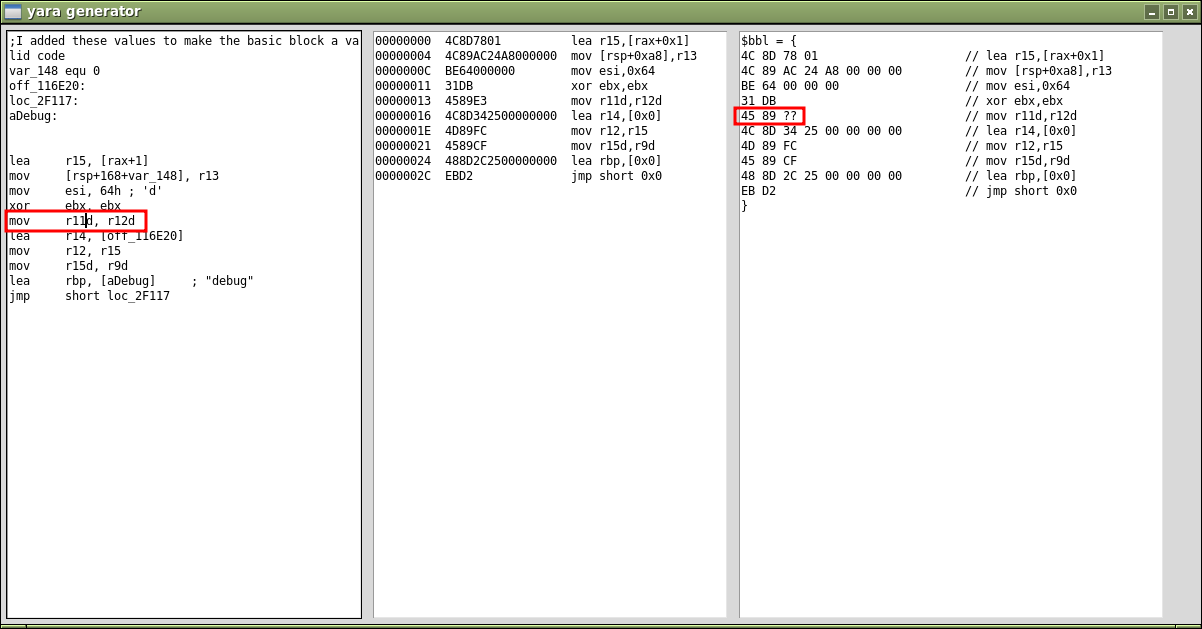 yara generator
;I added these values to make the basic block a va
lid code
var_148 equ 0
off_116E20:
loc_2F117:
aDebug:
lea     r15, [rax+1]
mov     [rsp+168+var_148], r13
mov     esi, 64h ; 'd'
xor     ebx, ebx
mov     r11d, r12d
lea     r14, [off_116E20]
mov     r12, r15
mov     r15d, r9d
lea     rbp, [aDebug]     ; "debug"
jmp     short loc_2F117
00000000  4C8D7801          lea r15,[rax+0x1]
00000004  4C89AC24A8000000  mov [rsp+0xa8],r13
0000000C  BE64000000        mov esi,0x64
00000011  31DB              xor ebx,ebx
00000013  4589E3            mov r11d,r12d
00000016  4C8D342500000000  lea r14,[0x0]
0000001E  4D89FC            mov r12,r15
00000021  4589CF            mov r15d,r9d
00000024  488D2C2500000000  lea rbp,[0x0]
0000002C  EBD2              jmp short 0x0
$bbl = {
4C 8D 78 01                     // lea r15,[rax+0x1]
4C 89 AC 24 A8 00 00 00         // mov [rsp+0xa8],r13
BE 64 00 00 00                  // mov esi,0x64
31 DB                           // xor ebx,ebx
45 89 ??                        // mov r11d,r12d
4C 8D 34 25 00 00 00 00         // lea r14,[0x0]
4D 89 FC                        // mov r12,r15
45 89 CF                        // mov r15d,r9d
48 8D 2C 25 00 00 00 00         // lea rbp,[0x0]
EB D2                           // jmp short 0x0
}